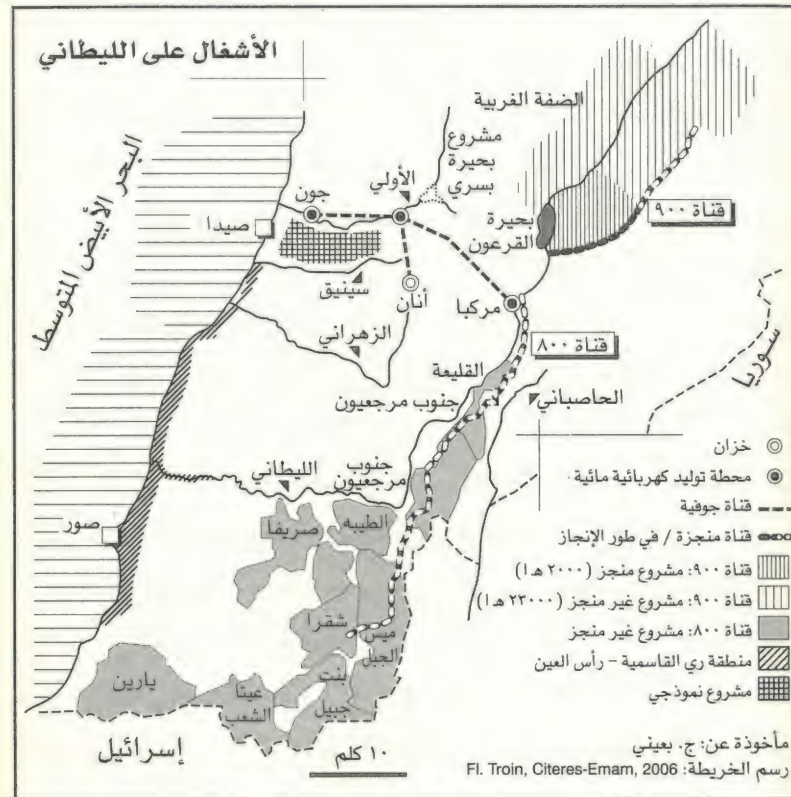 الأشغال على الليطاني
الضفة الغربية
البحر الأبيض المتوسط
مشروع
بحيرة
بسري
الأولي
جون
صيدا
بحيرة
القرعون
قناة ٩٠٠
سينيق
أنان
مركبا
سوريا
الزهراني
قناة ٨٠٠
القليعة
جنوب مرجعيون
الحاصباني
الليطاني
جنوب
مرجعيون
صور
صريفا
الطيبه
شقرا
ميس
الجبل
بنت
جبيل
يارين
عيتا
الشعب
إسرائيل
١٠ كلم
خزان
محطة توليد كهربائية مائية
قناة جوفية
قناة منجزة / في طور الإنجاز
قناة ٩٠٠: مشروع منجز (٢٠٠٠ هـ١)
قناة ٩٠٠: مشروع غير منجز (٢٣٠٠٠ هـ١)
قناة ٨٠٠: مشروع غير منجز
منطقة ري القاسمية - رأس العين
مشروع نموذجي
مأخوذة عن: ج. بعيني
رسم الخريطة: Fl. Troin, Citeres-Emam, 2006